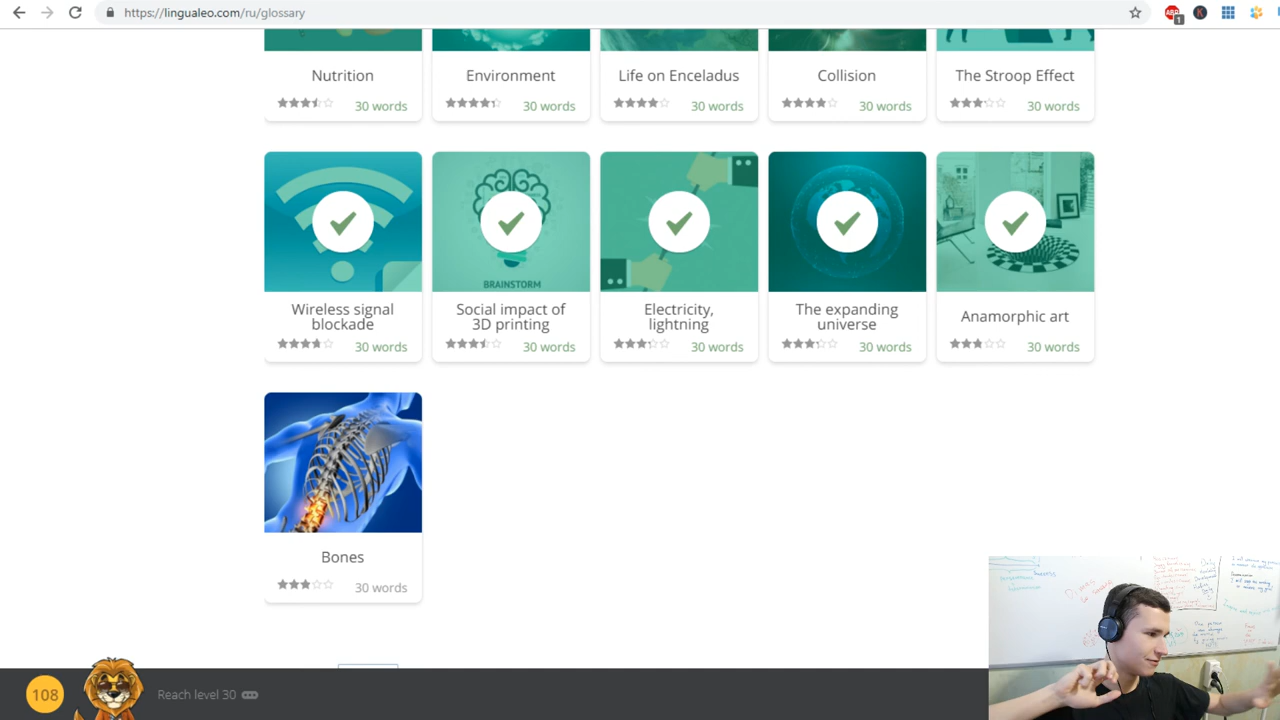 https://lingualeo.com/ru/glossary
ABP
1
K
Nutrition
Environment
Life on Enceladus
Collision
The Stroop Effect
30 words
30 words
30 words
30 words
30 words
BRAINSTORM
Wireless signal
blockade
Social impact of
3D printing
Electricity,
lightning
The expanding
universe
Anamorphic art
30 words
30 words
30 words
30 words
30 words
Bones
30 words
108
Reach level 30